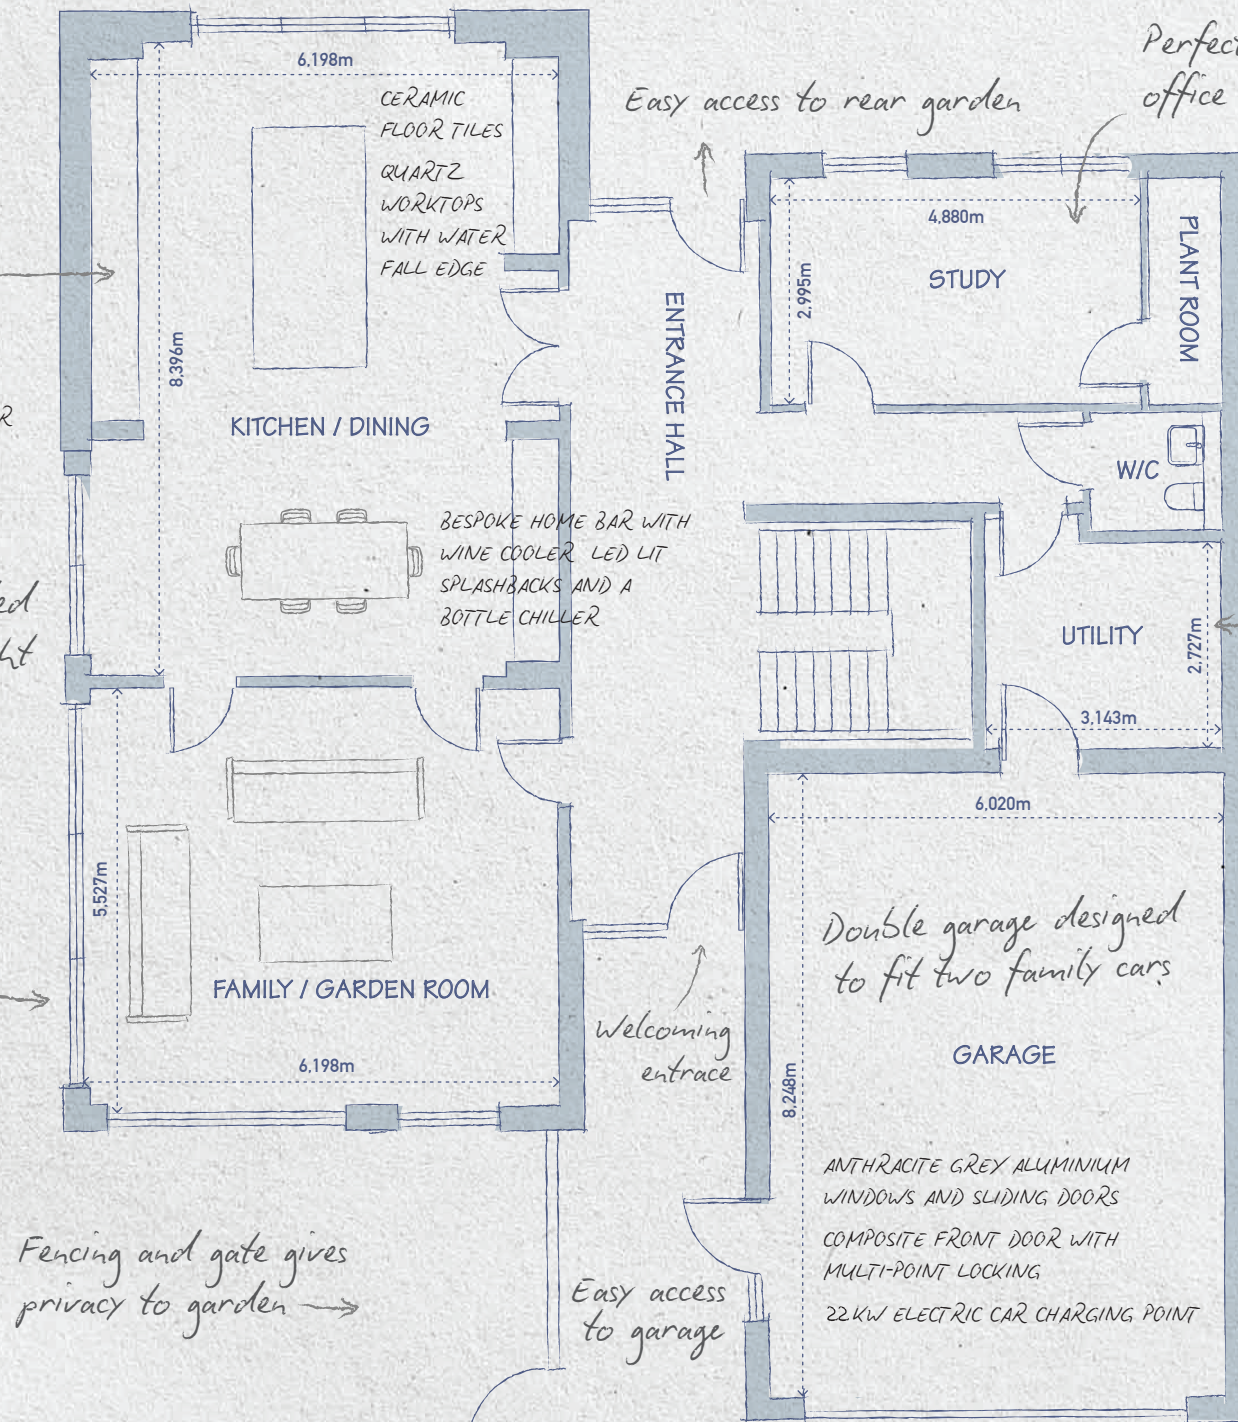 6,198m
CERAMIC
FLOOR TILES
QUARTZ
WORKTOPS
WITH WATER
FALL EDGE
8,396m
KITCHEN / DINING
Easy access to rear garden
Perfect
office
4,880m
2,995m
STUDY
PLANT ROOM
ENTRANCE HALL
W/C
BESPOKE HOME BAR WITH
WINE COOLER LED LIT
SPLASHBACKS AND A
BOTTLE CHILLER
UTILITY
2,727m
3,143m
5,527m
FAMILY / GARDEN ROOM
6,198m
Welcoming
entrace
6,020m
Double garage designed
to fit two family cars
GARAGE
8,248m
ANTHRACITE GREY ALUMINIUM
WINDOWS AND SLIDING DOORS
COMPOSITE FRONT DOOR WITH
MULTI-POINT LOCKING
22KW ELECTRIC CAR CHARGING POINT
Fencing and gate gives
privacy to garden
Easy access
to garage